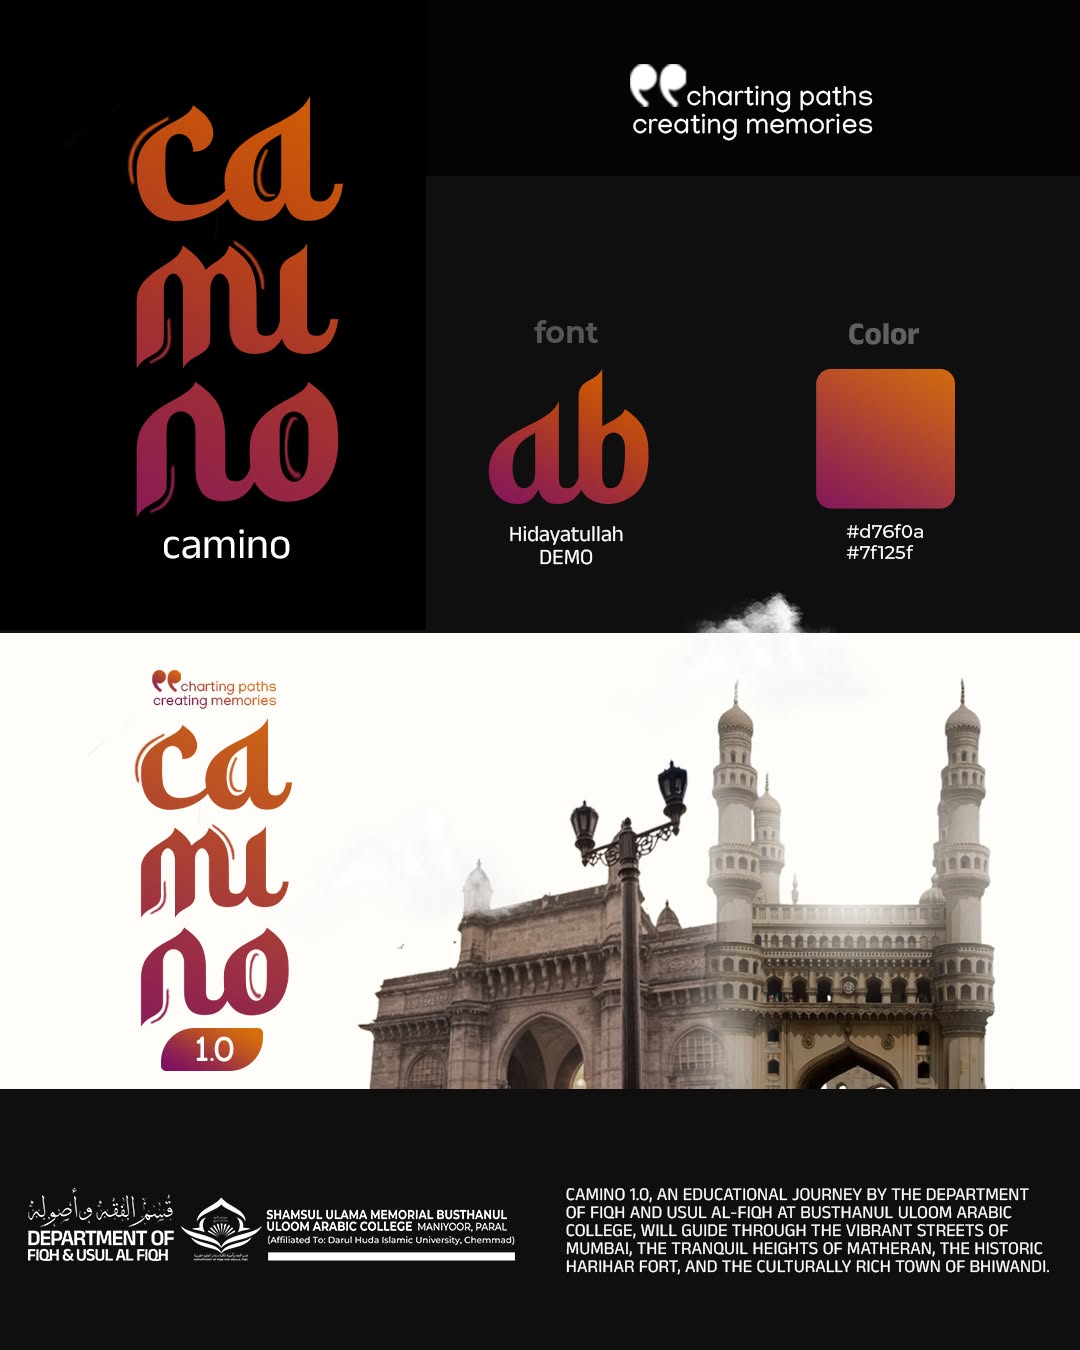 ca
mi
no
camino
charting paths
creating memories
font
ab
Hidayatullah
DEMO
Color
#d76f0a
#7f125f
charting paths
creating memories
ca
mi
no
1.0
قسم الفقه وأصوله
DEPARTMENT OF
FIQH & USUL AL FIQH
SHAMSUL ULAMA MEMORIAL BUSTHANUL
ULOOM ARABIC COLLEGE MANIYOOR, PARAL
(Affiliated To: Darul Huda Islamic University, Chemmad)
CAMINO 1.0, AN EDUCATIONAL JOURNEY BY THE DEPARTMENT
OF FIQH AND USUL AL-FIQH AT BUSTHANUL ULOOM ARABIC
COLLEGE, WILL GUIDE THROUGH THE VIBRANT STREETS OF
MUMBAI, THE TRANQUIL HEIGHTS OF MATHERAN, THE HISTORIC
HARIHAR FORT, AND THE CULTURALLY RICH TOWN OF BHIWANDI.